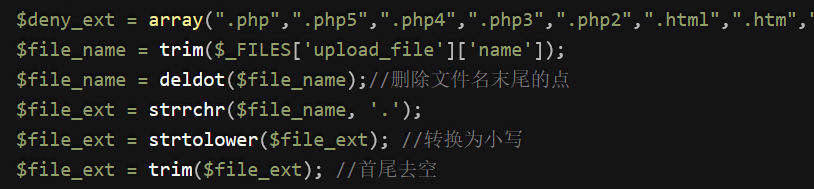 $deny_ext = array(".php",".php5",".php4",".php3",".php2",".html",".htm","
$file_name = trim($_FILES['upload_file']['name']);
$file_name = deldot($file_name);//删除文件名末尾的点
$file_ext = strrchr($file_name, '.');
$file_ext = strtolower($file_ext); //转换为小写
$file_ext = trim($file_ext); //首尾去空